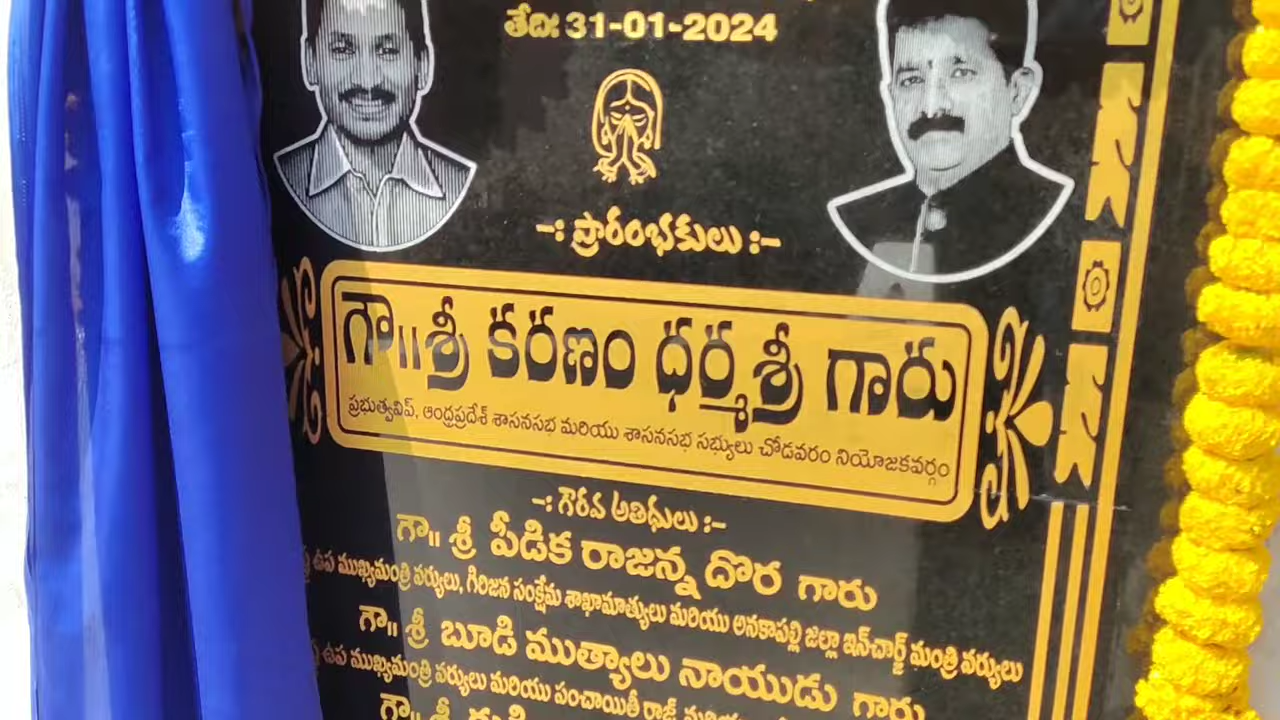 తేది: 31-01-2024
-: ప్రారంభకులు :-
గౌ॥శ్రీ కరణం ధర్మశ్రీ గారు
ప్రభుత్వవిప్, ఆంధ్రప్రదేశ్ శాసనసభ మరియు శాసనసభ సభ్యులు చోడవరం నియోజకవర్గం
-: గౌరవ అతిథులు :-
గౌ॥ శ్రీ పీడిక రాజన్న దొర గారు
ఉప ముఖ్యమంత్రి వర్యులు, గిరిజన సంక్షేమ శాఖామాత్యులు మరియు అనకాపల్లి జిల్లా ఇన్‌చార్జ్ మంత్రి వర్యులు
గౌ॥ శ్రీ బూడి ముత్యాలు నాయుడు గారు
ఉప ముఖ్యమంత్రి వర్యులు మరియు పంచాయితీ రాజ్ మరియు
గౌ॥ శ్రీ